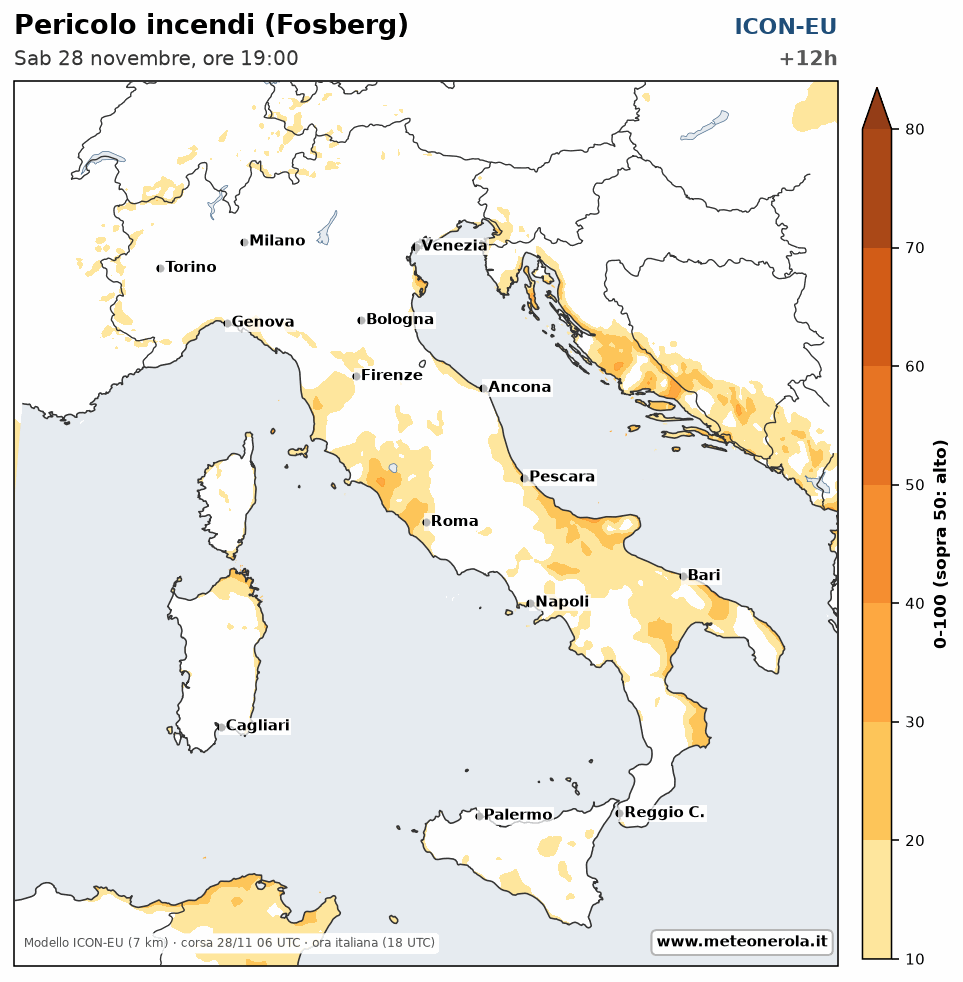 Pericolo incendi (Fosberg)
ICON-EU
Sab 28 novembre, ore 19:00
+12h
80
70
60
50
40
30
20
10
0-100 (sopra 50: alto)
Milano
Venezia
Torino
Genova
Bologna
Firenze
Ancona
Pescara
Roma
Bari
Napoli
Cagliari
Palermo
Reggio C.
Modello ICON-EU (7 km) · corsa 28/11 06 UTC · ora italiana (18 UTC)
www.meteonerola.it